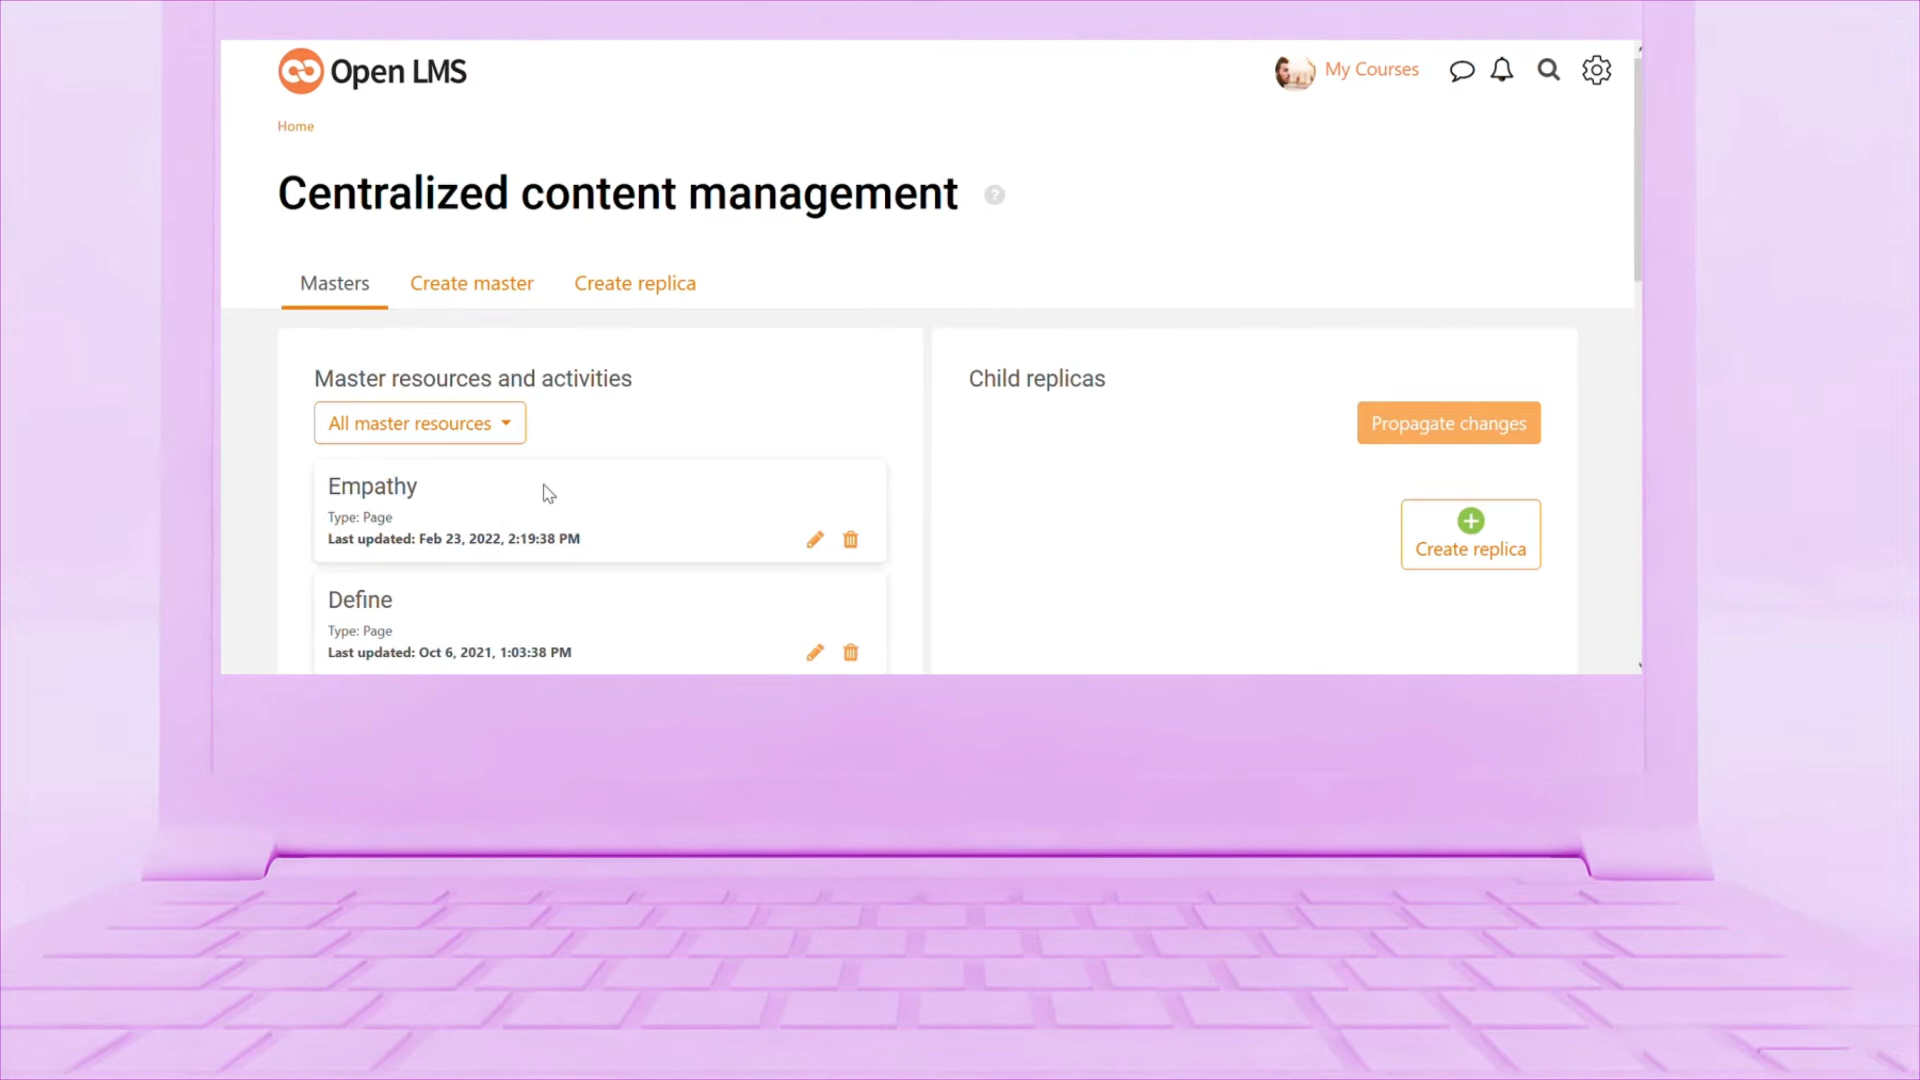 Open LMS
My Courses
Home
Centralized content management
?
Masters
Create master
Create replica
Master resources and activities
All master resources
Empathy
Type: Page
Last updated: Feb 23, 2022, 2:19:38 PM
Define
Type: Page
Last updated: Oct 6, 2021, 1:03:38 PM
Child replicas
Propagate changes
Create replica